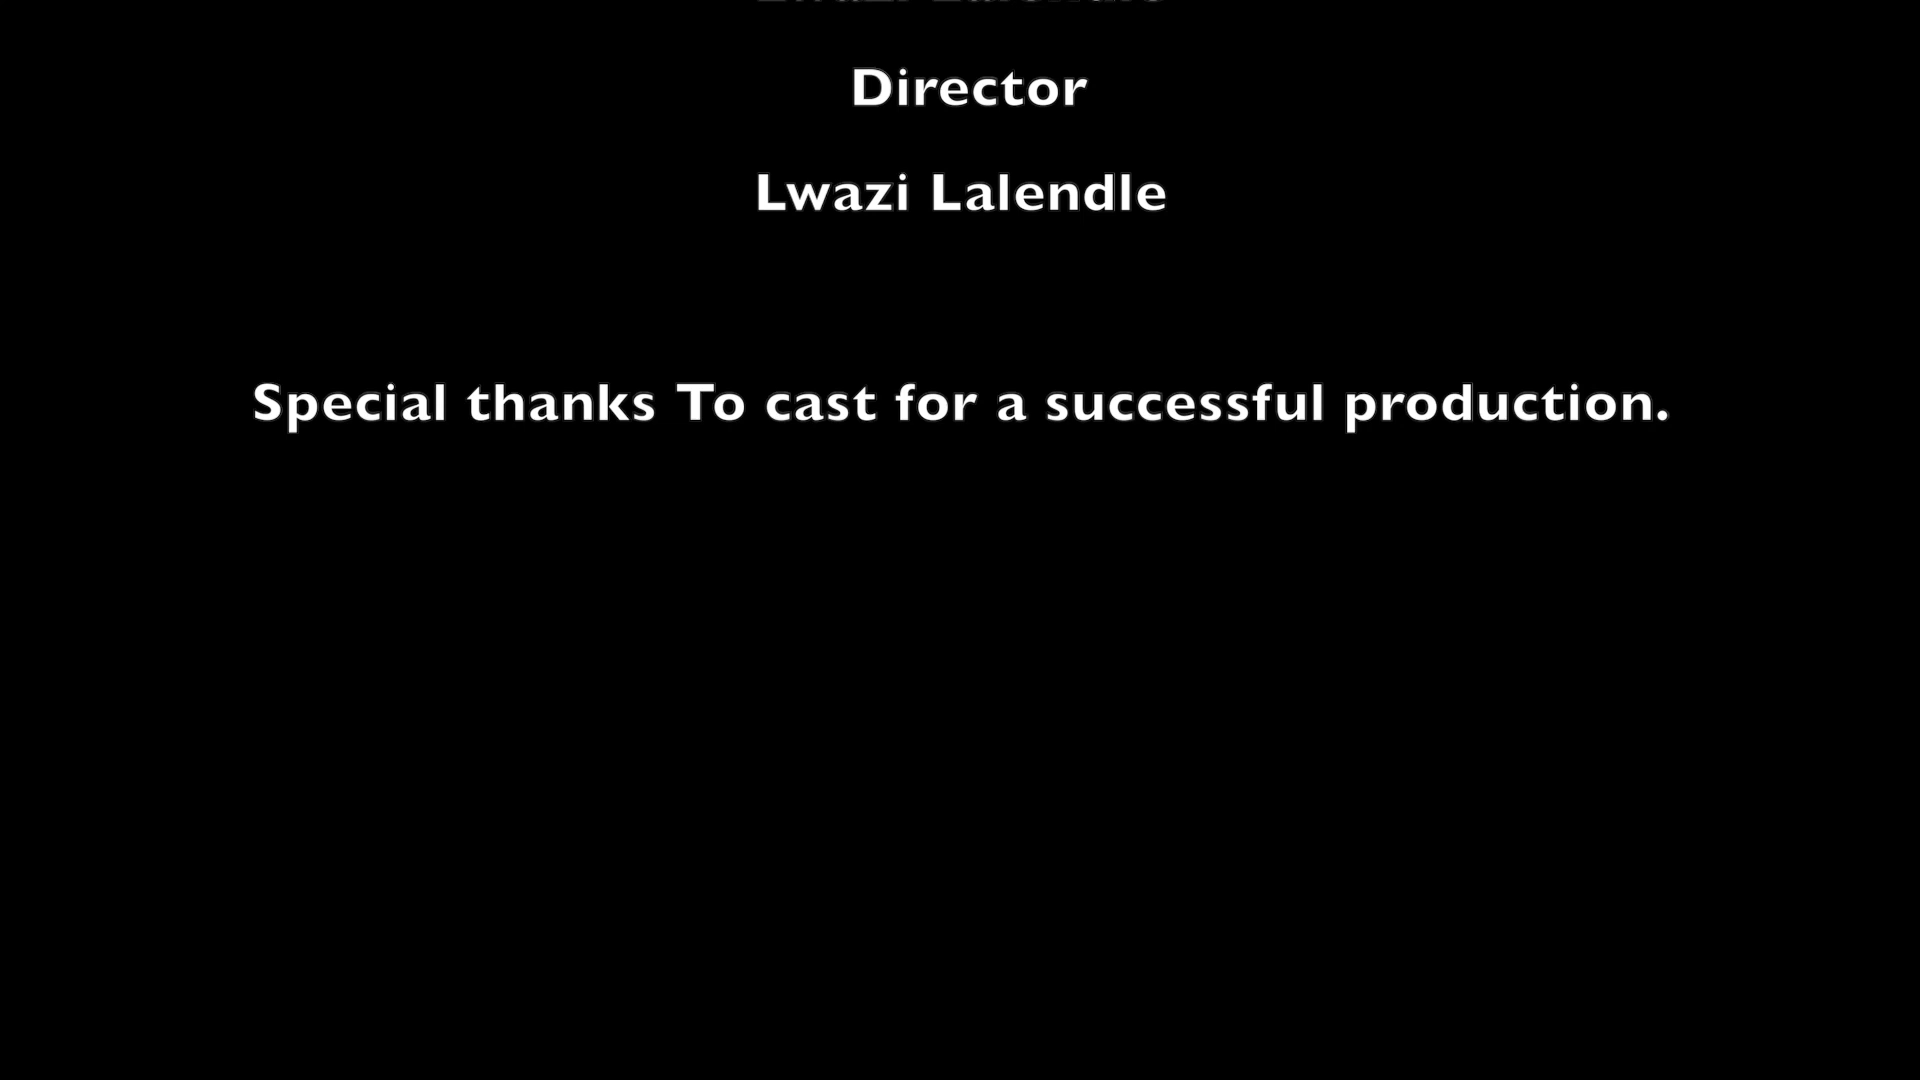 Director
Lwazi Lalendle
Special thanks To cast for a successful production.